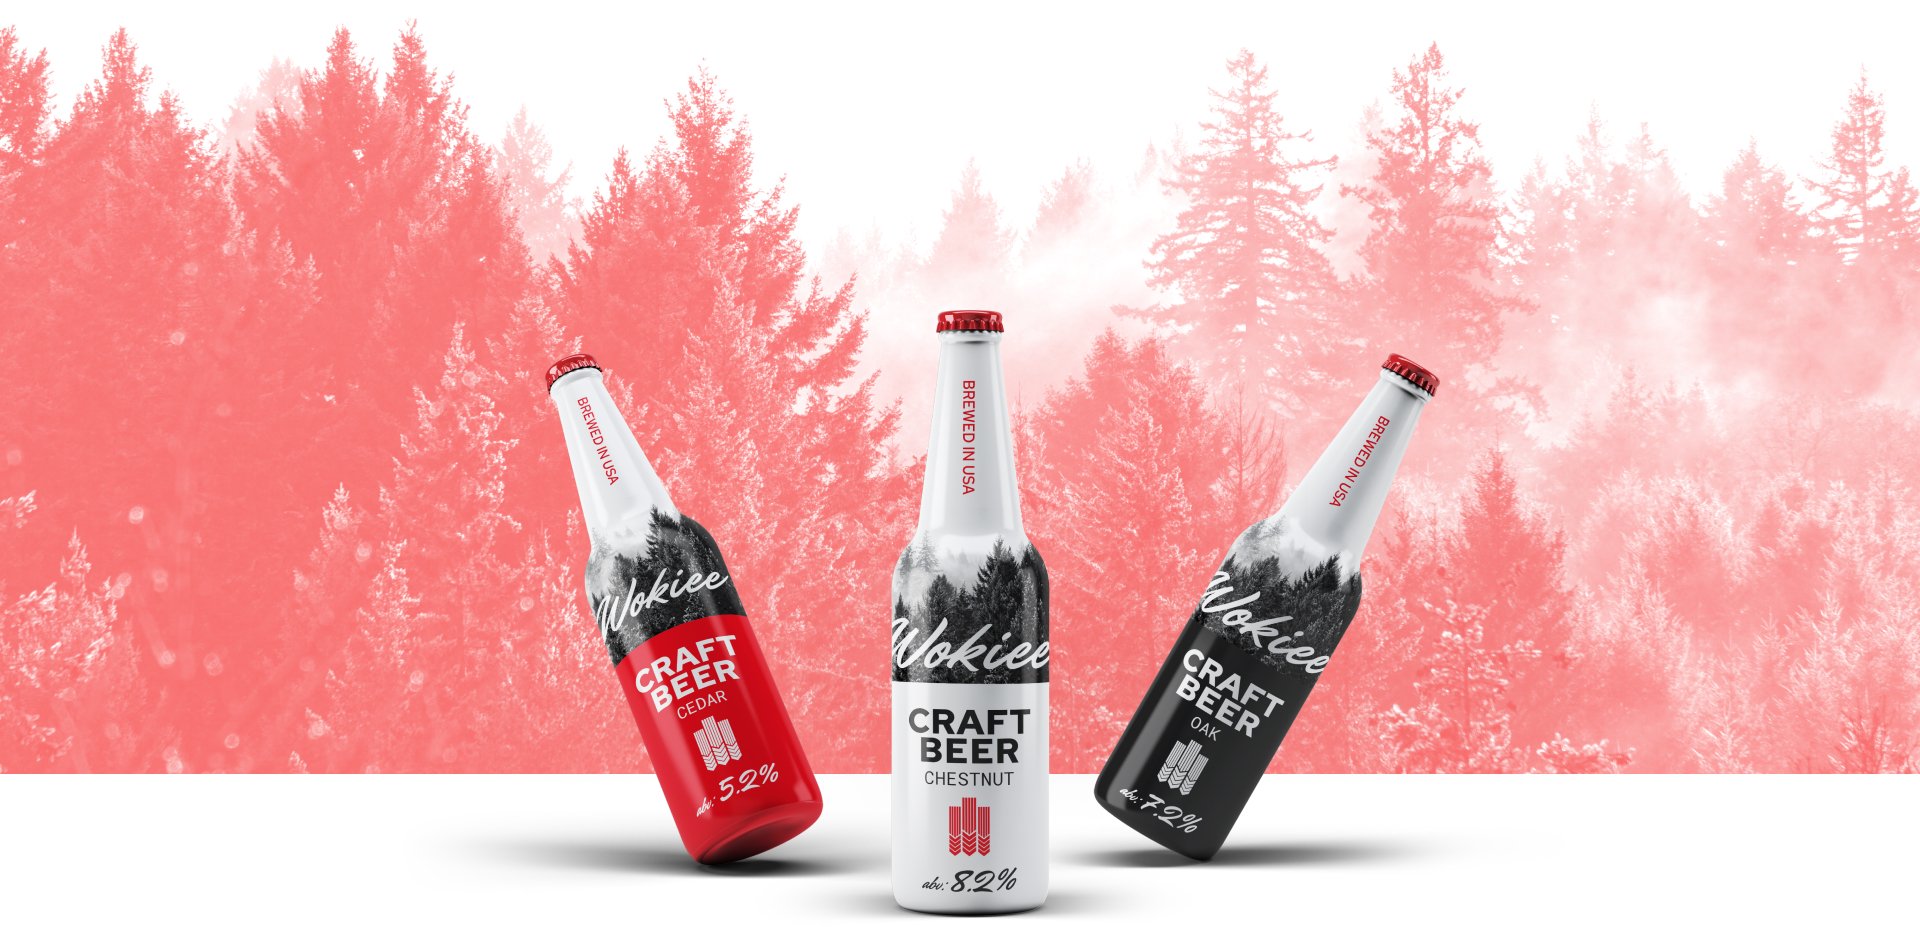 BREWED IN USA
Wokiee
CRAFT
BEER
CEDAR
abv: 5.2%
BREWED IN USA
Wokiee
CRAFT
BEER
CHESTNUT
abv: 8.2%
BREWED IN USA
Wokiee
CRAFT
BEER
OAK
abv: 7.2%